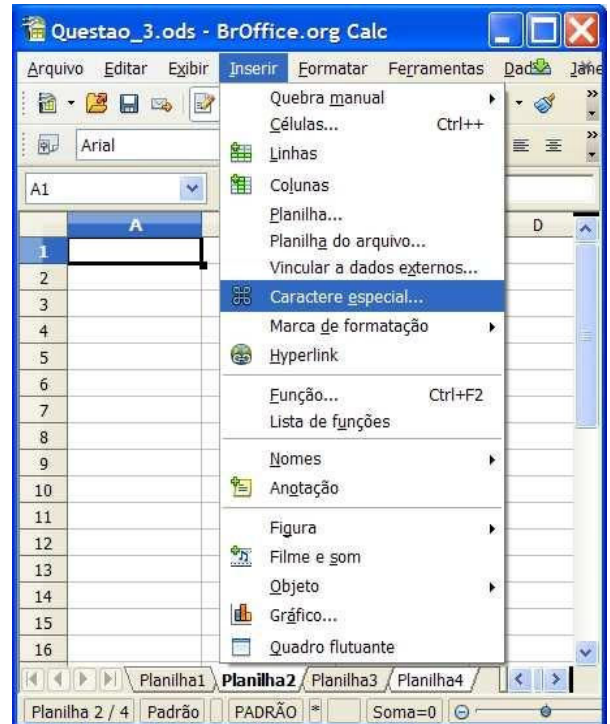 Questao_3.ods - BrOffice.org Calc
Arquivo Editar Exibir Inserir Formatar Ferramentas Dados
Quebra manual
Células... Ctrl++
Arial
Linhas
A1
Colunas
Planilha...
A D
Planilha do arquivo...
1
Vincular a dados externos...
2
Caractere especial...
3
Marca de formatação
4
Hyperlink
5
6
Função... Ctrl+F2
7
Lista de funções
8
Nomes
9
Anotação
10
11
Figura
12
Filme e som
13
Objeto
14
Gráfico...
15
Quadro flutuante
16
Planilha1 Planilha2 Planilha3 Planilha4
Planilha 2 / 4 Padrão PADRÃO * Soma=0